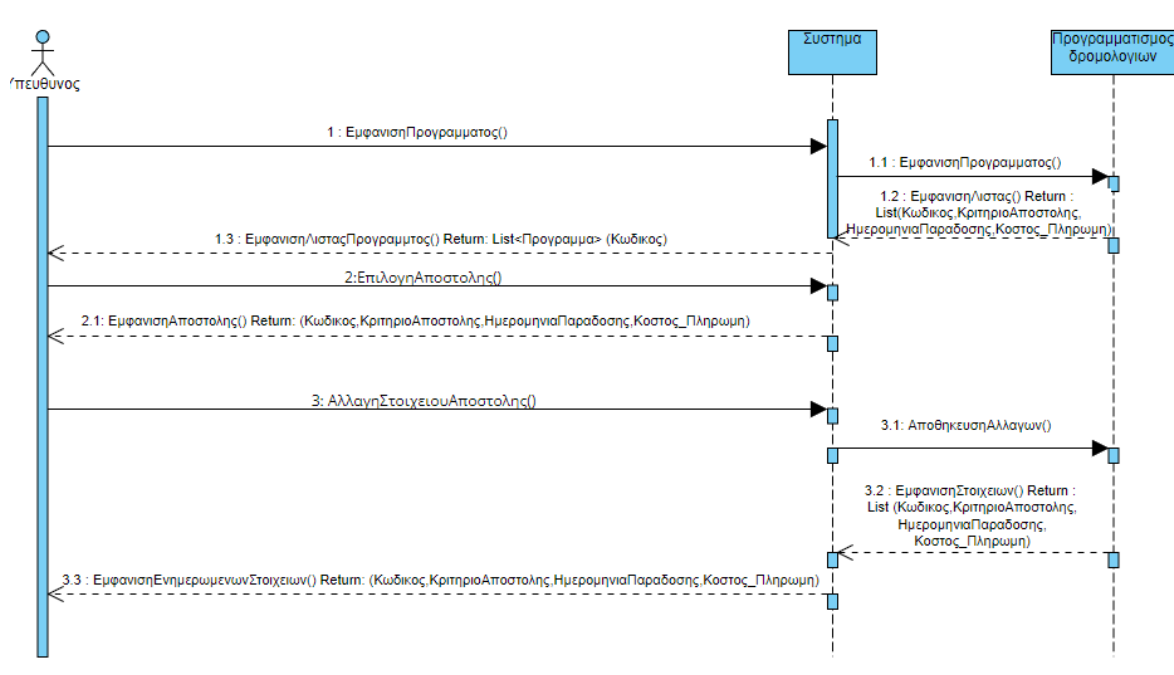 Συστημα
Προγραμματισμος
δρομολογιων
Υπευθυνος
1 : ΕμφανισηΠρογραμματος()
1.1 : ΕμφανισηΠρογραμματος()
1.2 : ΕμφανισηΛιστας() Return :
List(Κωδικος,ΚριτηριοΑποστολης,
ΗμερομηνιαΠαραδοσης,Κοστος_Πληρωμη)
1.3 : ΕμφανισηΛισταςΠρογραμμτος() Return: List<Προγραμμα> (Κωδικος)
2:ΕπιλογηΑποστολης()
2.1: ΕμφανισηΑποστολης() Return: (Κωδικος,ΚριτηριοΑποστολης,ΗμερομηνιαΠαραδοσης,Κοστος_Πληρωμη)
3: ΑλλαγηΣτοιχειουΑποστολης()
3.1: ΑποθηκευσηΑλλαγων()
3.2 : ΕμφανισηΣτοιχειων() Return :
List (Κωδικος,ΚριτηριοΑποστολης,
ΗμερομηνιαΠαραδοσης,
Κοστος_Πληρωμη)
3.3 : ΕμφανισηΕνημερωμενωνΣτοιχειων() Return: (Κωδικος,ΚριτηριοΑποστολης,ΗμερομηνιαΠαραδοσης,Κοστος_Πληρωμη)